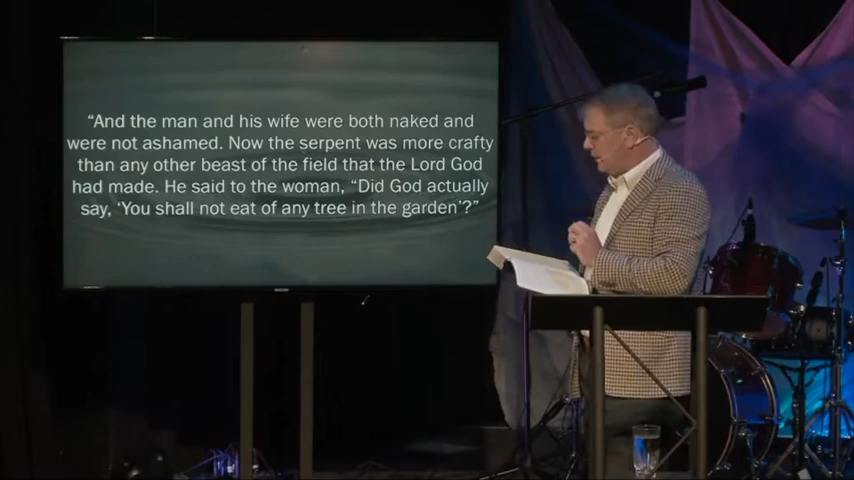 “And the man and his wife were both naked and
were not ashamed. Now the serpent was more crafty
than any other beast of the field that the Lord God
had made. He said to the woman, “Did God actually
say, ‘You shall not eat of any tree in the garden’?”